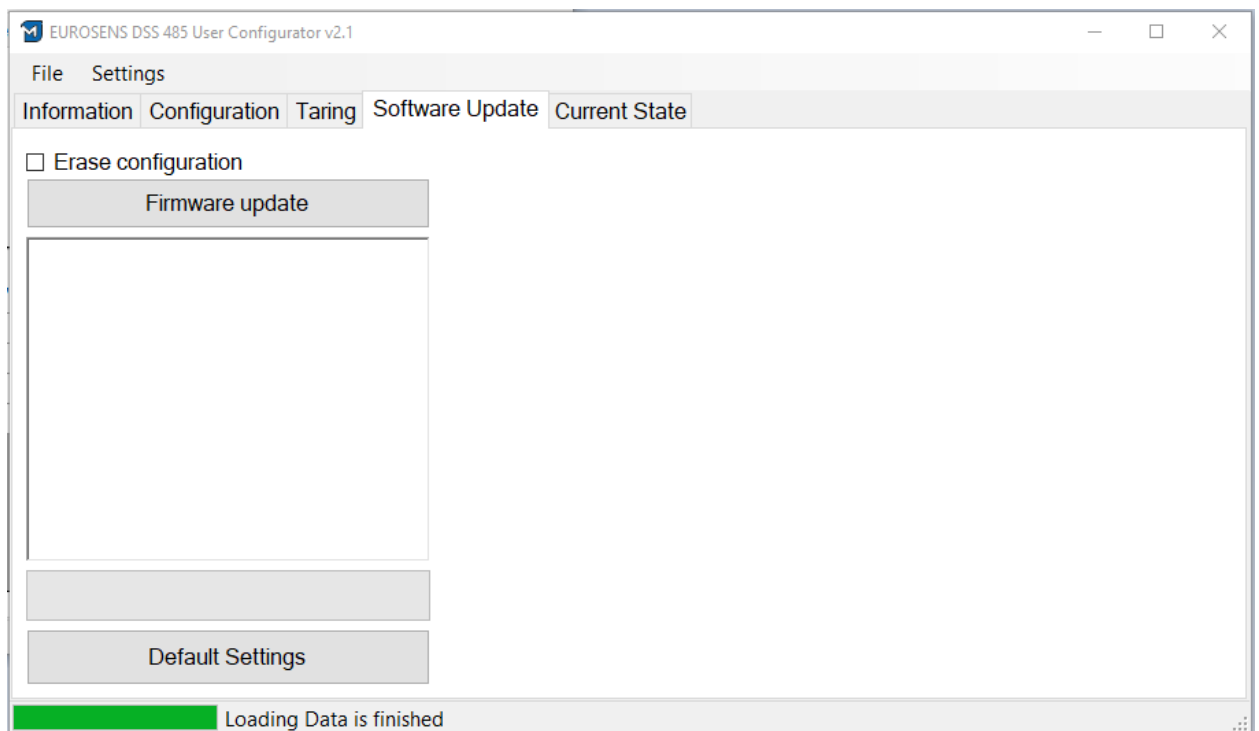 EUROSENS DSS 485 User Configurator v2.1
File Settings
Information Configuration Taring Software Update Current State
Erase configuration
Firmware update
Default Settings
Loading Data is finished